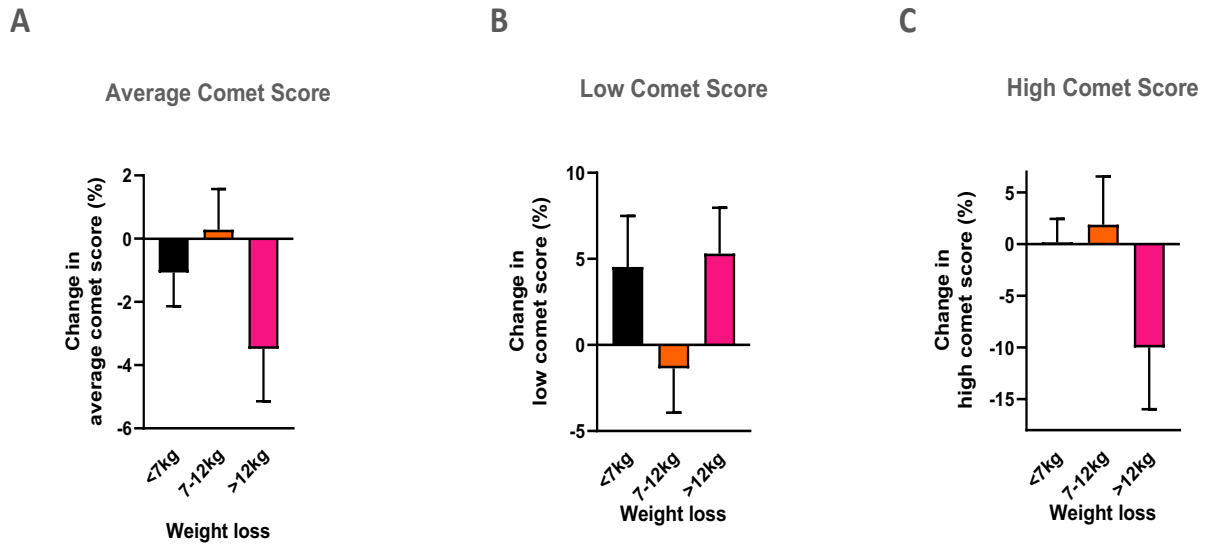 A
Average Comet Score
Change in
average comet score (%)
2
0
-2
-4
-6
<7kg
7-12kg
>12kg
Weight loss
B
Low Comet Score
Change in
low comet score (%)
10
5
0
-5
<7kg
7-12kg
>12kg
Weight loss
C
High Comet Score
Change in
high comet score (%)
5
0
-5
-10
-15
<7kg
7-12kg
>12kg
Weight loss